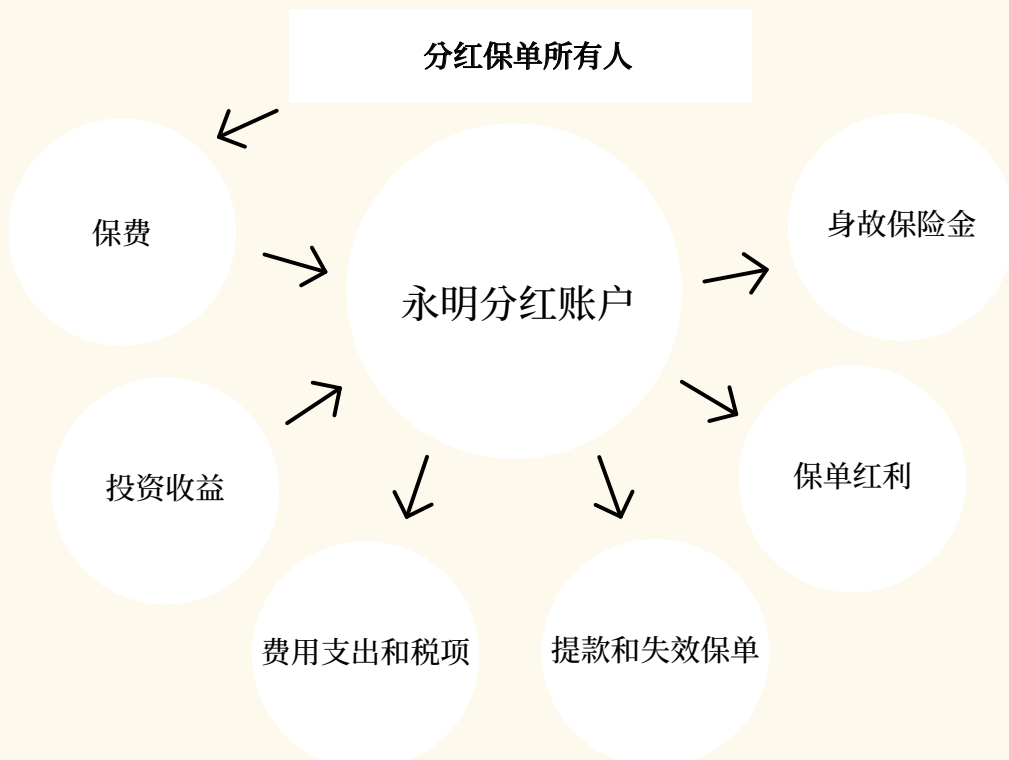 分红保单所有人
保费
永明分红账户
身故保险金
投资收益
保单红利
费用支出和税项
提款和失效保单